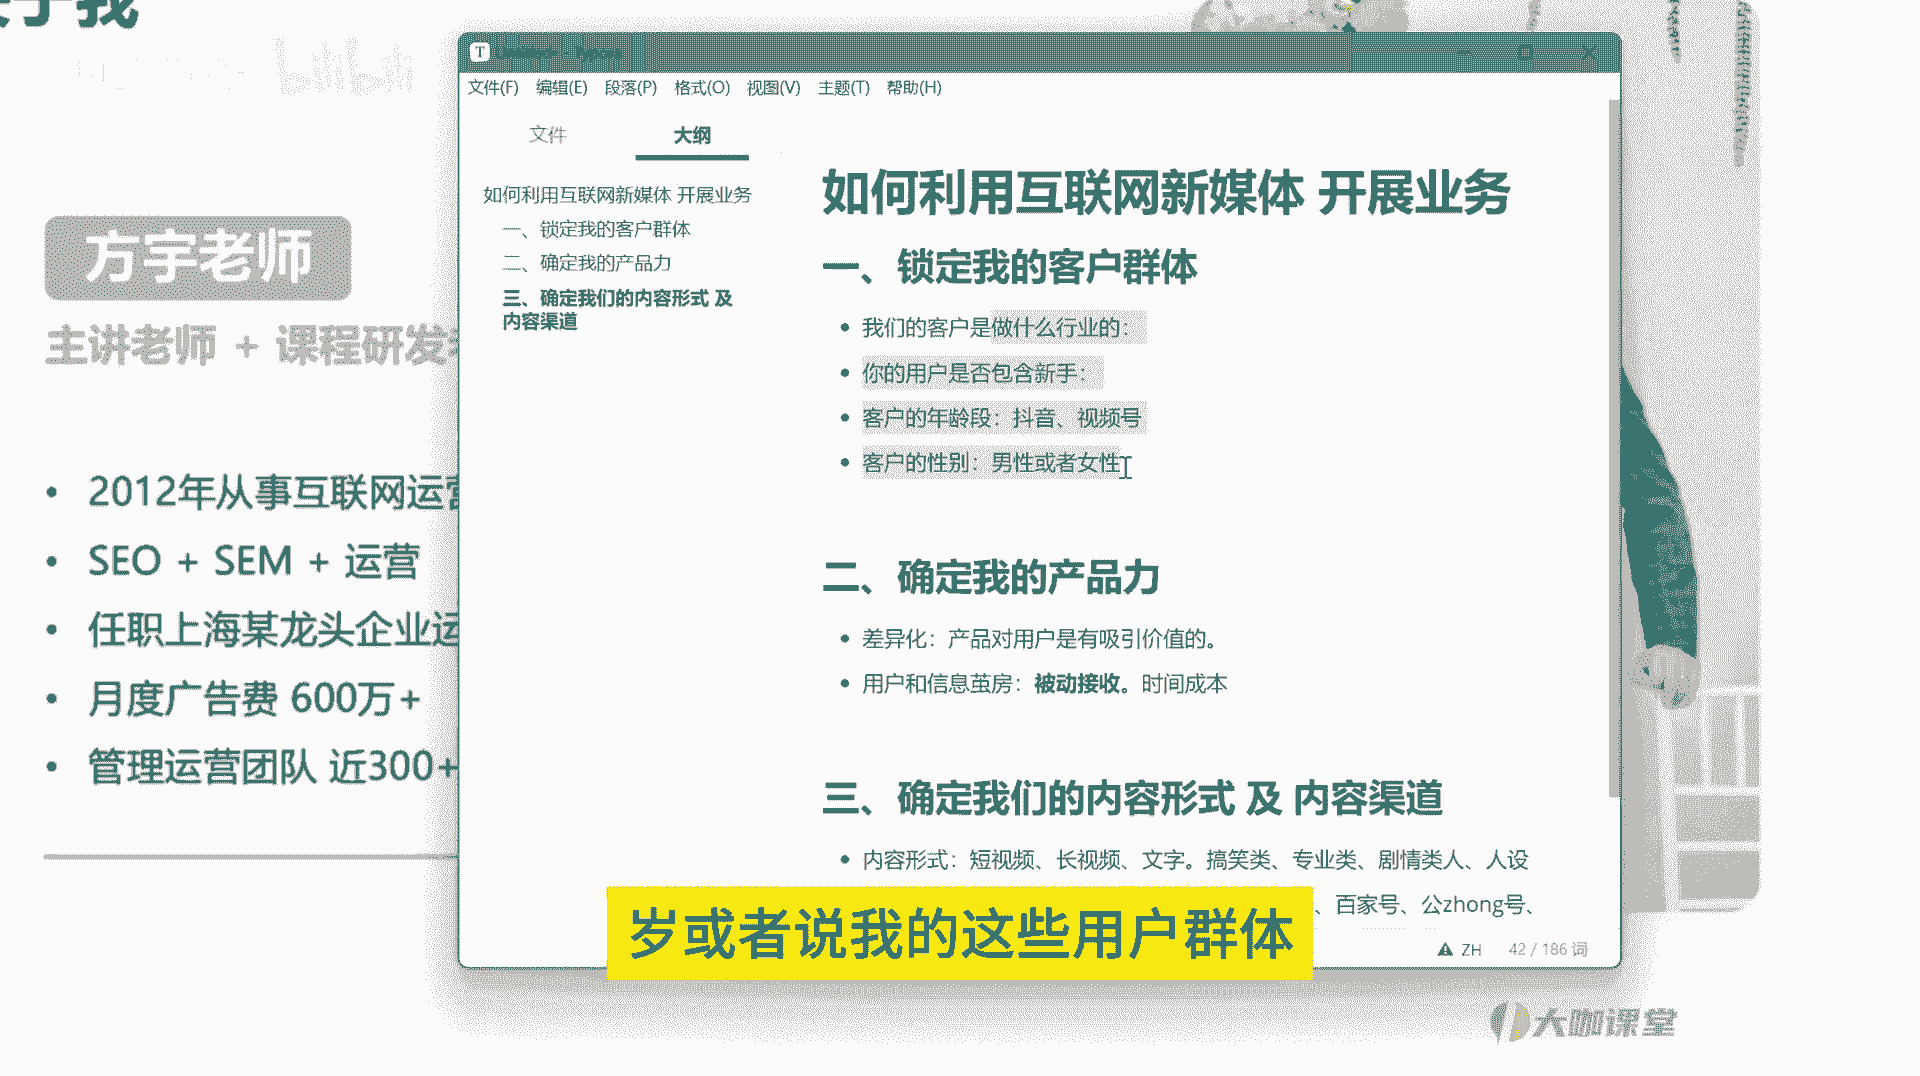 于我
bilibili
方宇老师
主讲老师 + 课程研发
2012年从事互联网运营
SEO + SEM + 运营
任职上海某龙头企业运
月度广告费 600万+
管理运营团队 近300+
T
文件(F) 编辑(E) 段落(P) 格式(O) 视图(V) 主题(T) 帮助(H)
文件 大纲
如何利用互联网新媒体 开展业务
一、锁定我的客户群体
二、确定我的产品力
三、确定我们的内容形式 及
内容渠道
如何利用互联网新媒体 开展业务
一、锁定我的客户群体
我们的客户是做什么行业的：
你的用户是否包含新手：
客户的年龄段：抖音、视频号
客户的性别：男性或者女性
二、确定我的产品力
差异化：产品对用户是有吸引价值的。
用户和信息茧房：被动接收。时间成本
三、确定我们的内容形式 及 内容渠道
内容形式：短视频、长视频、文字。搞笑类、专业类、剧情类人、人设
、百家号、公zhong号、
岁或者说我的这些用户群体
ZH 42 / 186 词
大咖课堂